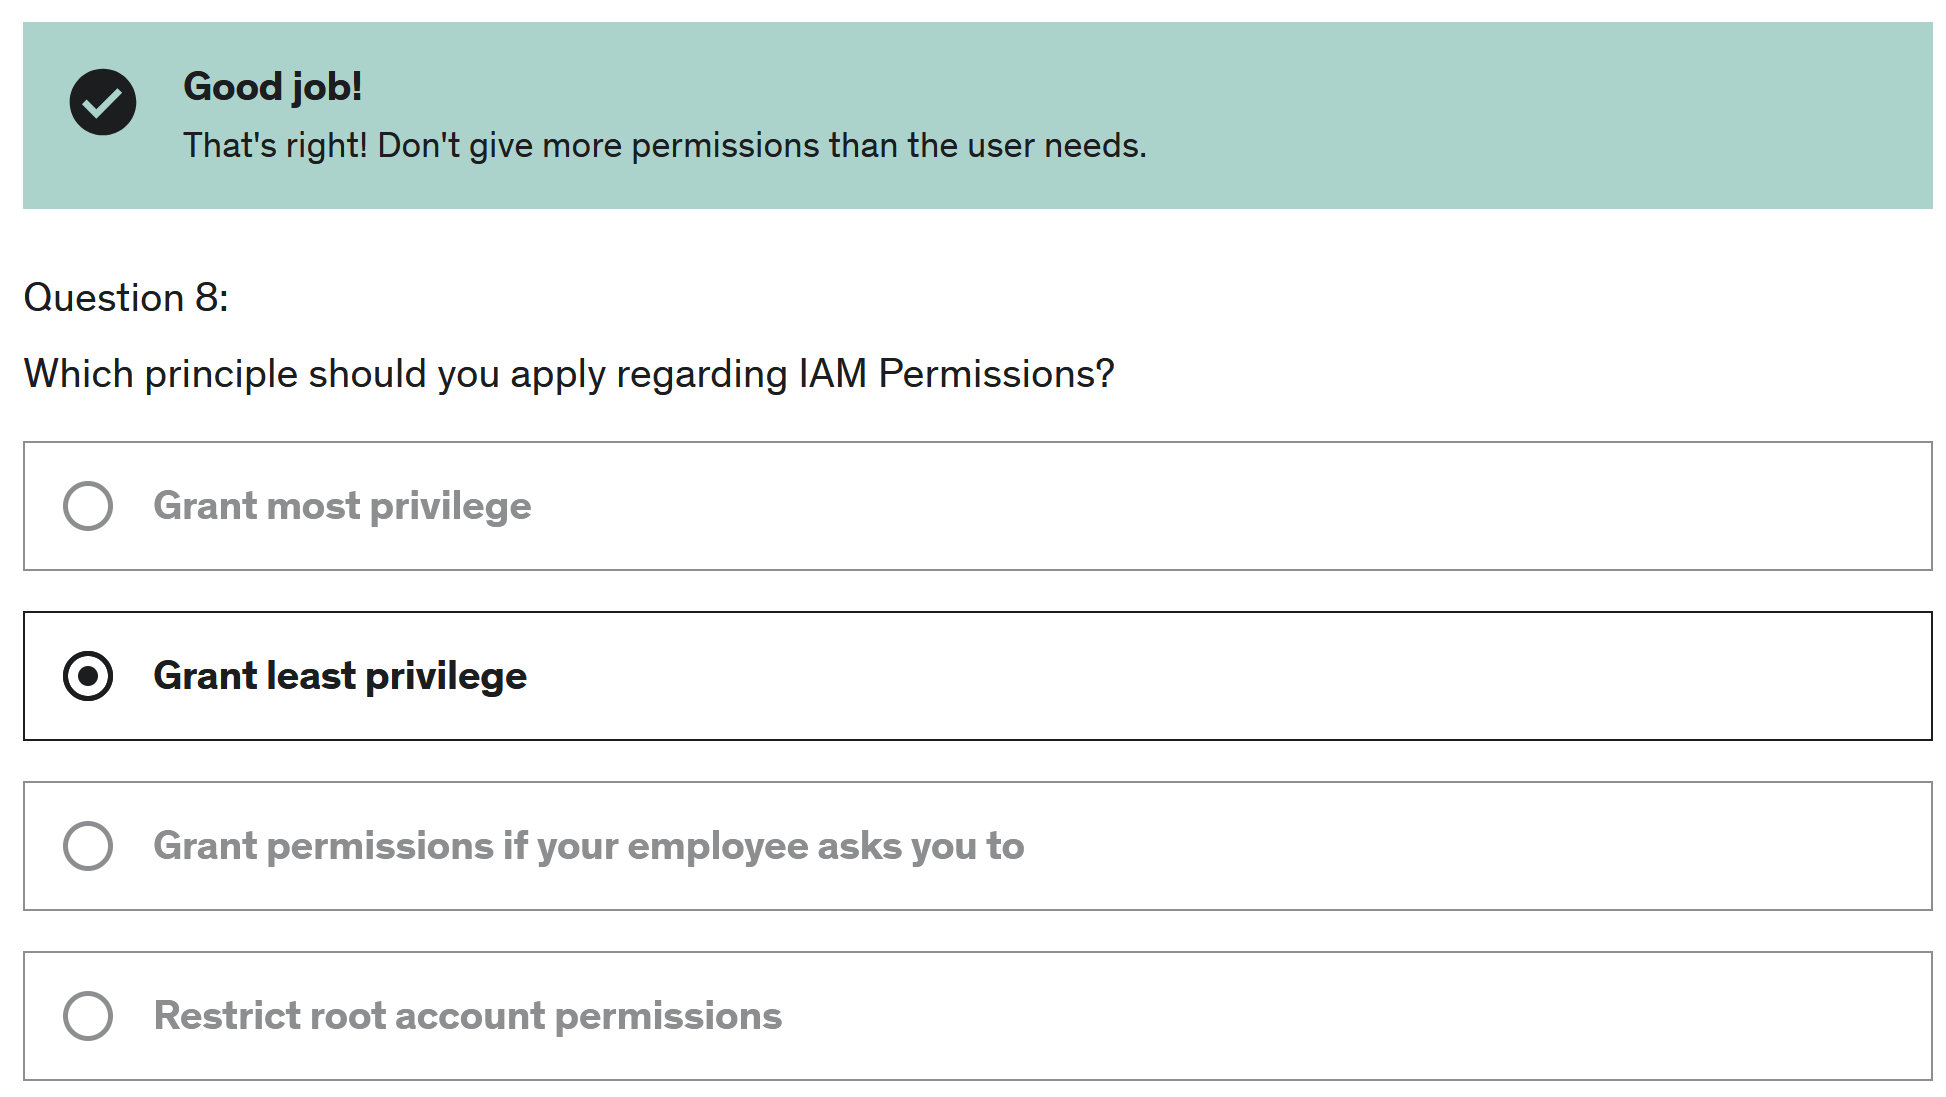 Good job!
That's right! Don't give more permissions than the user needs.
Question 8:
Which principle should you apply regarding IAM Permissions?
Grant most privilege
Grant least privilege
Grant permissions if your employee asks you to
Restrict root account permissions